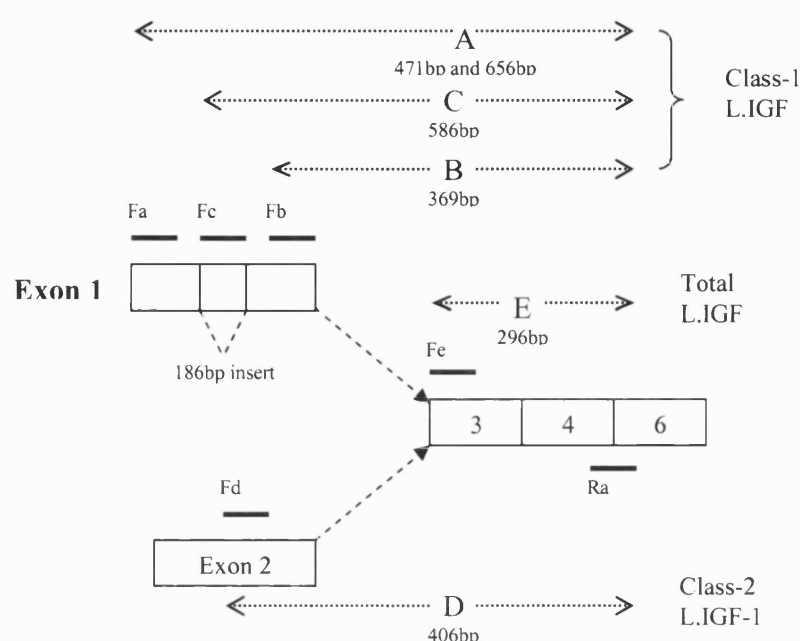 A
471bp and 656bp
Class-1
L.IGF
C
586bp
B
369bp
Fa Fc Fb
Exon 1
Total
L.IGF
E
296bp
186bp insert
Fe
3 4 6
Ra
Fd
Exon 2
Class-2
L.IGF-1
D
406bp